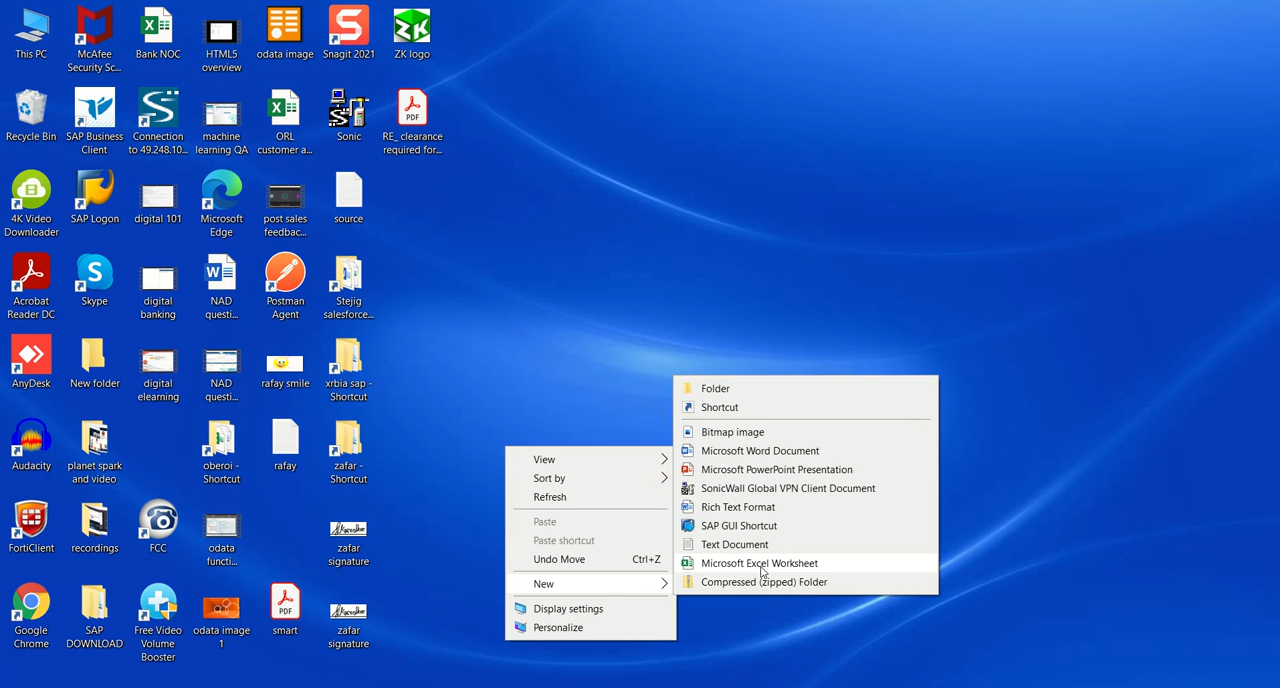 This PC
McAfee
Security Sc...
Bank NOC
HTML5
overview
odata image
Snagit 2021
ZK logo
Recycle Bin
SAP Business
Client
Connection
to 49.248.10...
machine
learning QA
ORL
customer a...
Sonic
RE_ clearance
required for...
4K Video
Downloader
SAP Logon
digital 101
Microsoft
Edge
post sales
feedbac...
source
Acrobat
Reader DC
Skype
digital
banking
NAD
questi...
Postman
Agent
Stejig
salesforce...
AnyDesk
New folder
digital
elearning
NAD
questi...
rafay smile
xrbia sap -
Shortcut
Audacity
planet spark
and video
oberoi -
Shortcut
rafay
zafar -
Shortcut
FortiClient
recordings
FCC
odata
functi...
zafar
signature
Google
Chrome
SAP
DOWNLOAD
Free Video
Volume
Booster
odata image
1
smart
zafar
signature
View
Sort by
Refresh
Paste
Paste shortcut
Undo Move Ctrl+Z
New
Display settings
Personalize
Folder
Shortcut
Bitmap image
Microsoft Word Document
Microsoft PowerPoint Presentation
SonicWall Global VPN Client Document
Rich Text Format
SAP GUI Shortcut
Text Document
Microsoft Excel Worksheet
Compressed (zipped) Folder